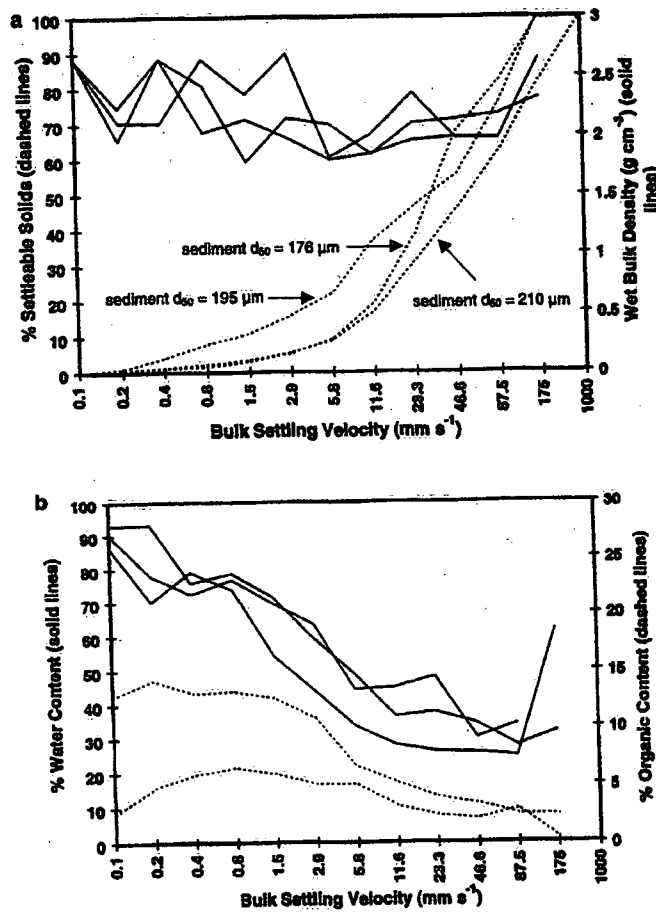 a
% Settleable Solids (dashed lines)
100
90
80
70
60
50
40
30
20
10
0
sediment d50 = 176 µm
sediment d50 = 195 µm
sediment d50 = 210 µm
3
2.5
2
1.5
1
0.5
0
Wet Bulk Density (g cm⁻³) (solid
lines)
0.1 0.2 0.4 0.8 1.5 2.9 5.8 11.6 23.3 46.6 87.5 175 1000
Bulk Settling Velocity (mm s⁻¹)
b
% Water Content (solid lines)
100
90
80
70
60
50
40
30
20
10
0
30
25
20
15
10
5
0
% Organic Content (dashed lines)
0.1 0.2 0.4 0.8 1.5 2.9 5.8 11.6 23.3 46.6 87.5 175 1000
Bulk Settling Velocity (mm s⁻¹)